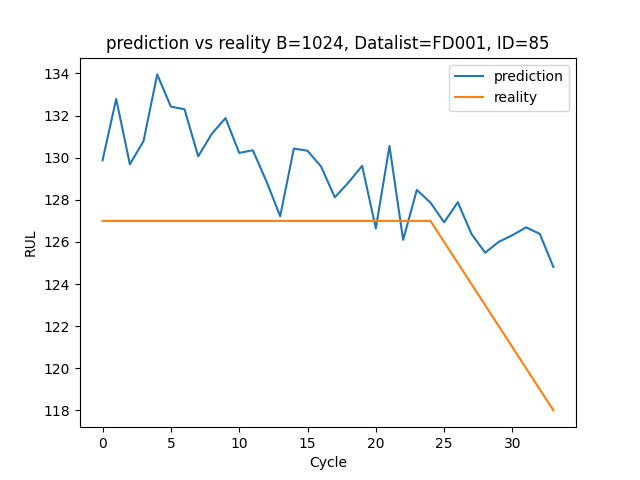 prediction vs reality B=1024, Datalist=FD001, ID=85
prediction
reality
134
132
130
128
126
124
122
120
118
RUL
0 5 10 15 20 25 30
Cycle